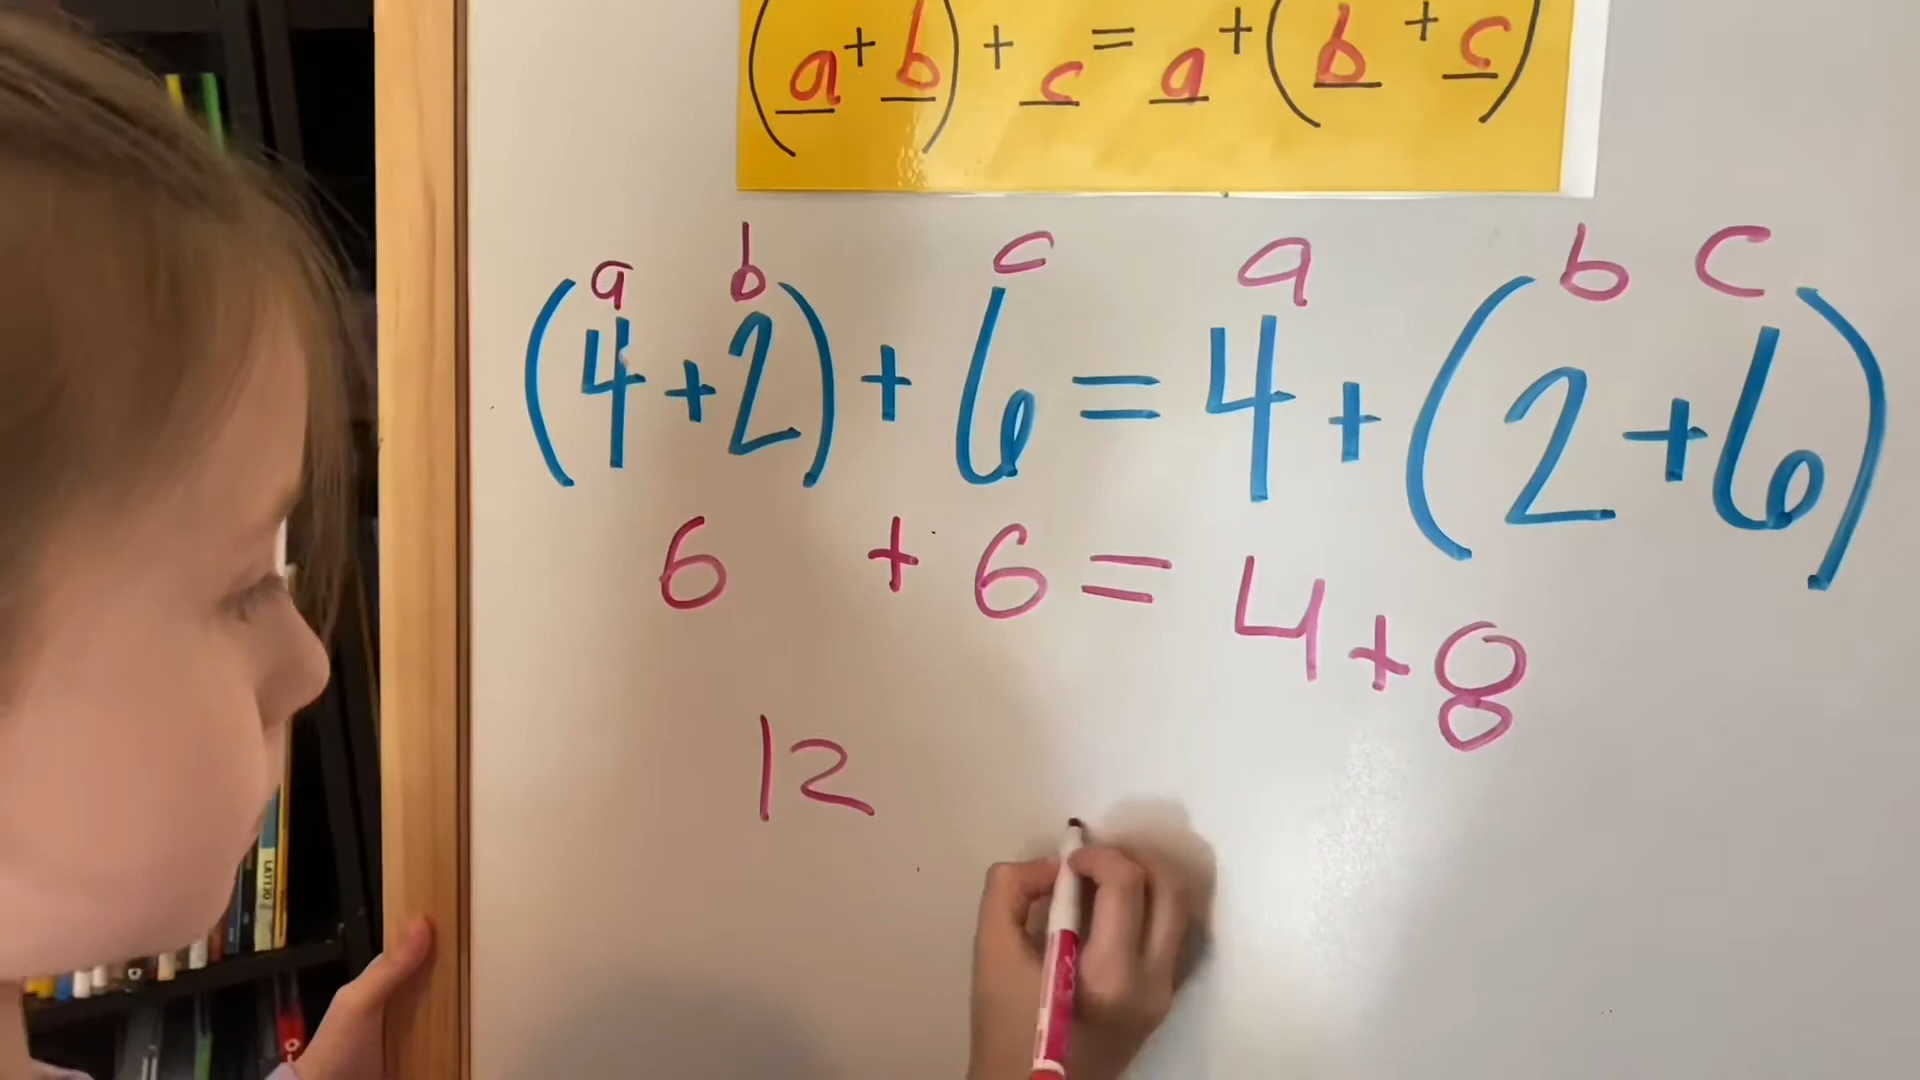 (a + b) + c = a + (b + c)
a b c a b c
(4+2) + 6 = 4 + (2+6)
6 + 6 = 4 + 8
12